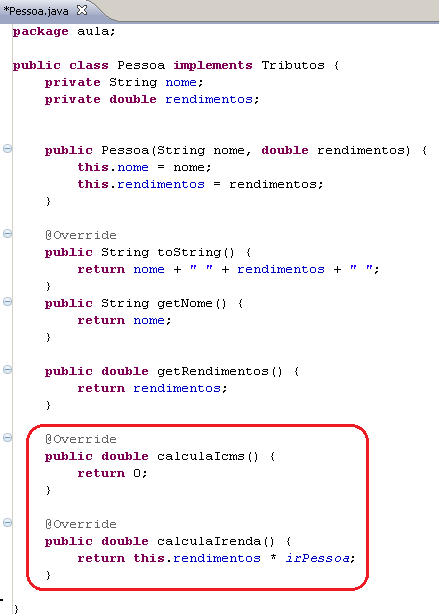 *Pessoa.java
package aula;
public class Pessoa implements Tributos {
private String nome;
private double rendimentos;
public Pessoa(String nome, double rendimentos) {
this.nome = nome;
this.rendimentos = rendimentos;
}
@Override
public String toString() {
return nome + " " + rendimentos + " ";
}
public String getNome() {
return nome;
}
public double getRendimentos() {
return rendimentos;
}
@Override
public double calculaIcms() {
return 0;
}
@Override
public double calculaIrenda() {
return this.rendimentos * irPessoa;
}
}